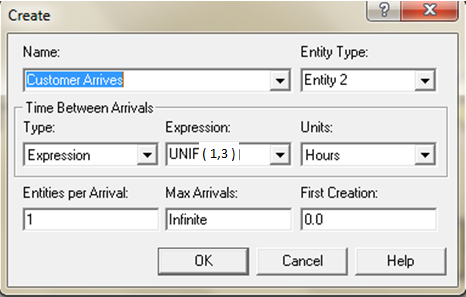 Create
?
Name: Entity Type:
Customer Arrives Entity 2
Time Between Arrivals
Type: Expression: Units:
Expression UNIF ( 1,3 ) Hours
Entities per Arrival: Max Arrivals: First Creation:
1 Infinite 0.0
OK Cancel Help